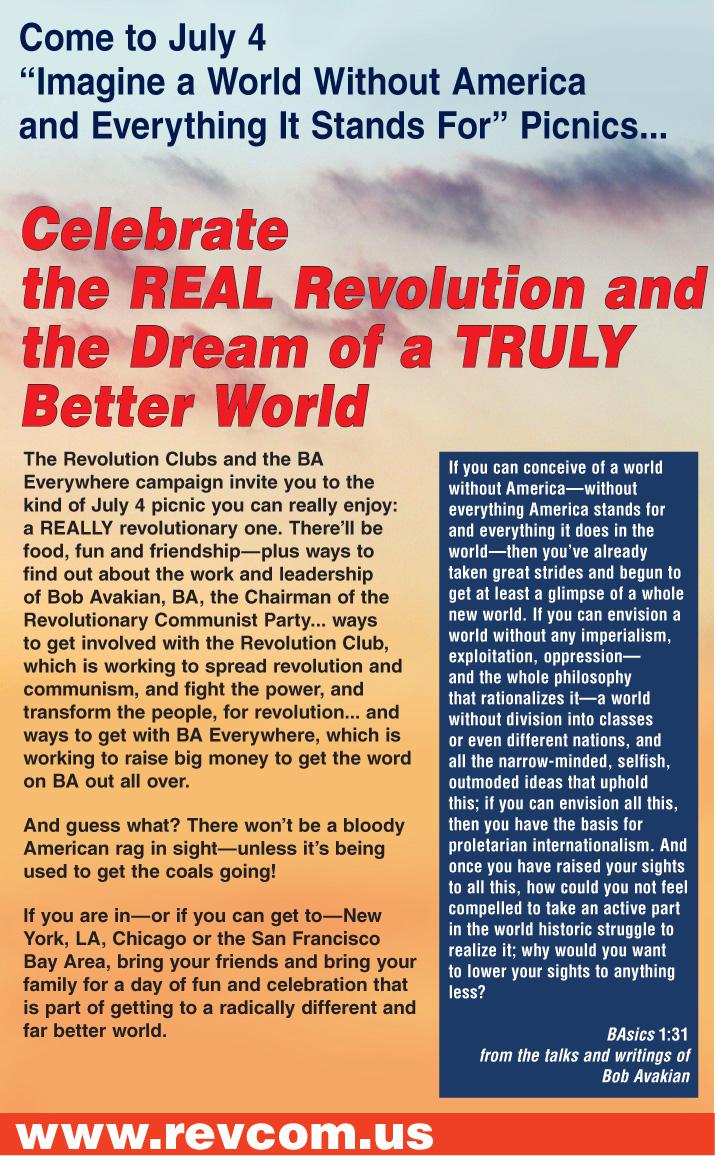 Come to July 4
“Imagine a World Without America
and Everything It Stands For” Picnics...
Celebrate
the REAL Revolution and
the Dream of a TRULY
Better World
The Revolution Clubs and the BA
Everywhere campaign invite you to the
kind of July 4 picnic you can really enjoy:
a REALLY revolutionary one. There’ll be
food, fun and friendship—plus ways to
find out about the work and leadership
of Bob Avakian, BA, the Chairman of the
Revolutionary Communist Party... ways
to get involved with the Revolution Club,
which is working to spread revolution and
communism, and fight the power, and
transform the people, for revolution... and
ways to get with BA Everywhere, which is
working to raise big money to get the word
on BA out all over.
And guess what? There won’t be a bloody
American rag in sight—unless it’s being
used to get the coals going!
If you are in—or if you can get to—New
York, LA, Chicago or the San Francisco
Bay Area, bring your friends and bring your
family for a day of fun and celebration that
is part of getting to a radically different and
far better world.
If you can conceive of a world
without America—without
everything America stands for
and everything it does in the
world—then you’ve already
taken great strides and begun to
get at least a glimpse of a whole
new world. If you can envision a
world without any imperialism,
exploitation, oppression—
and the whole philosophy
that rationalizes it—a world
without division into classes
or even different nations, and
all the narrow-minded, selfish,
outmoded ideas that uphold
this; if you can envision all this,
then you have the basis for
proletarian internationalism. And
once you have raised your sights
to all this, how could you not feel
compelled to take an active part
in the world historic struggle to
realize it; why would you want
to lower your sights to anything
less?
BAsics 1:31
from the talks and writings of
Bob Avakian
www.revcom.us